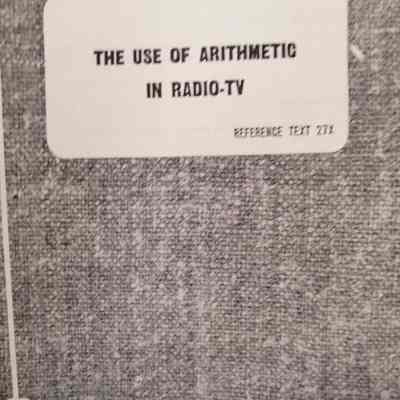 THE USE OF ARITHMETIC
IN RADIO-TV
REFERENCE TEXT 27X